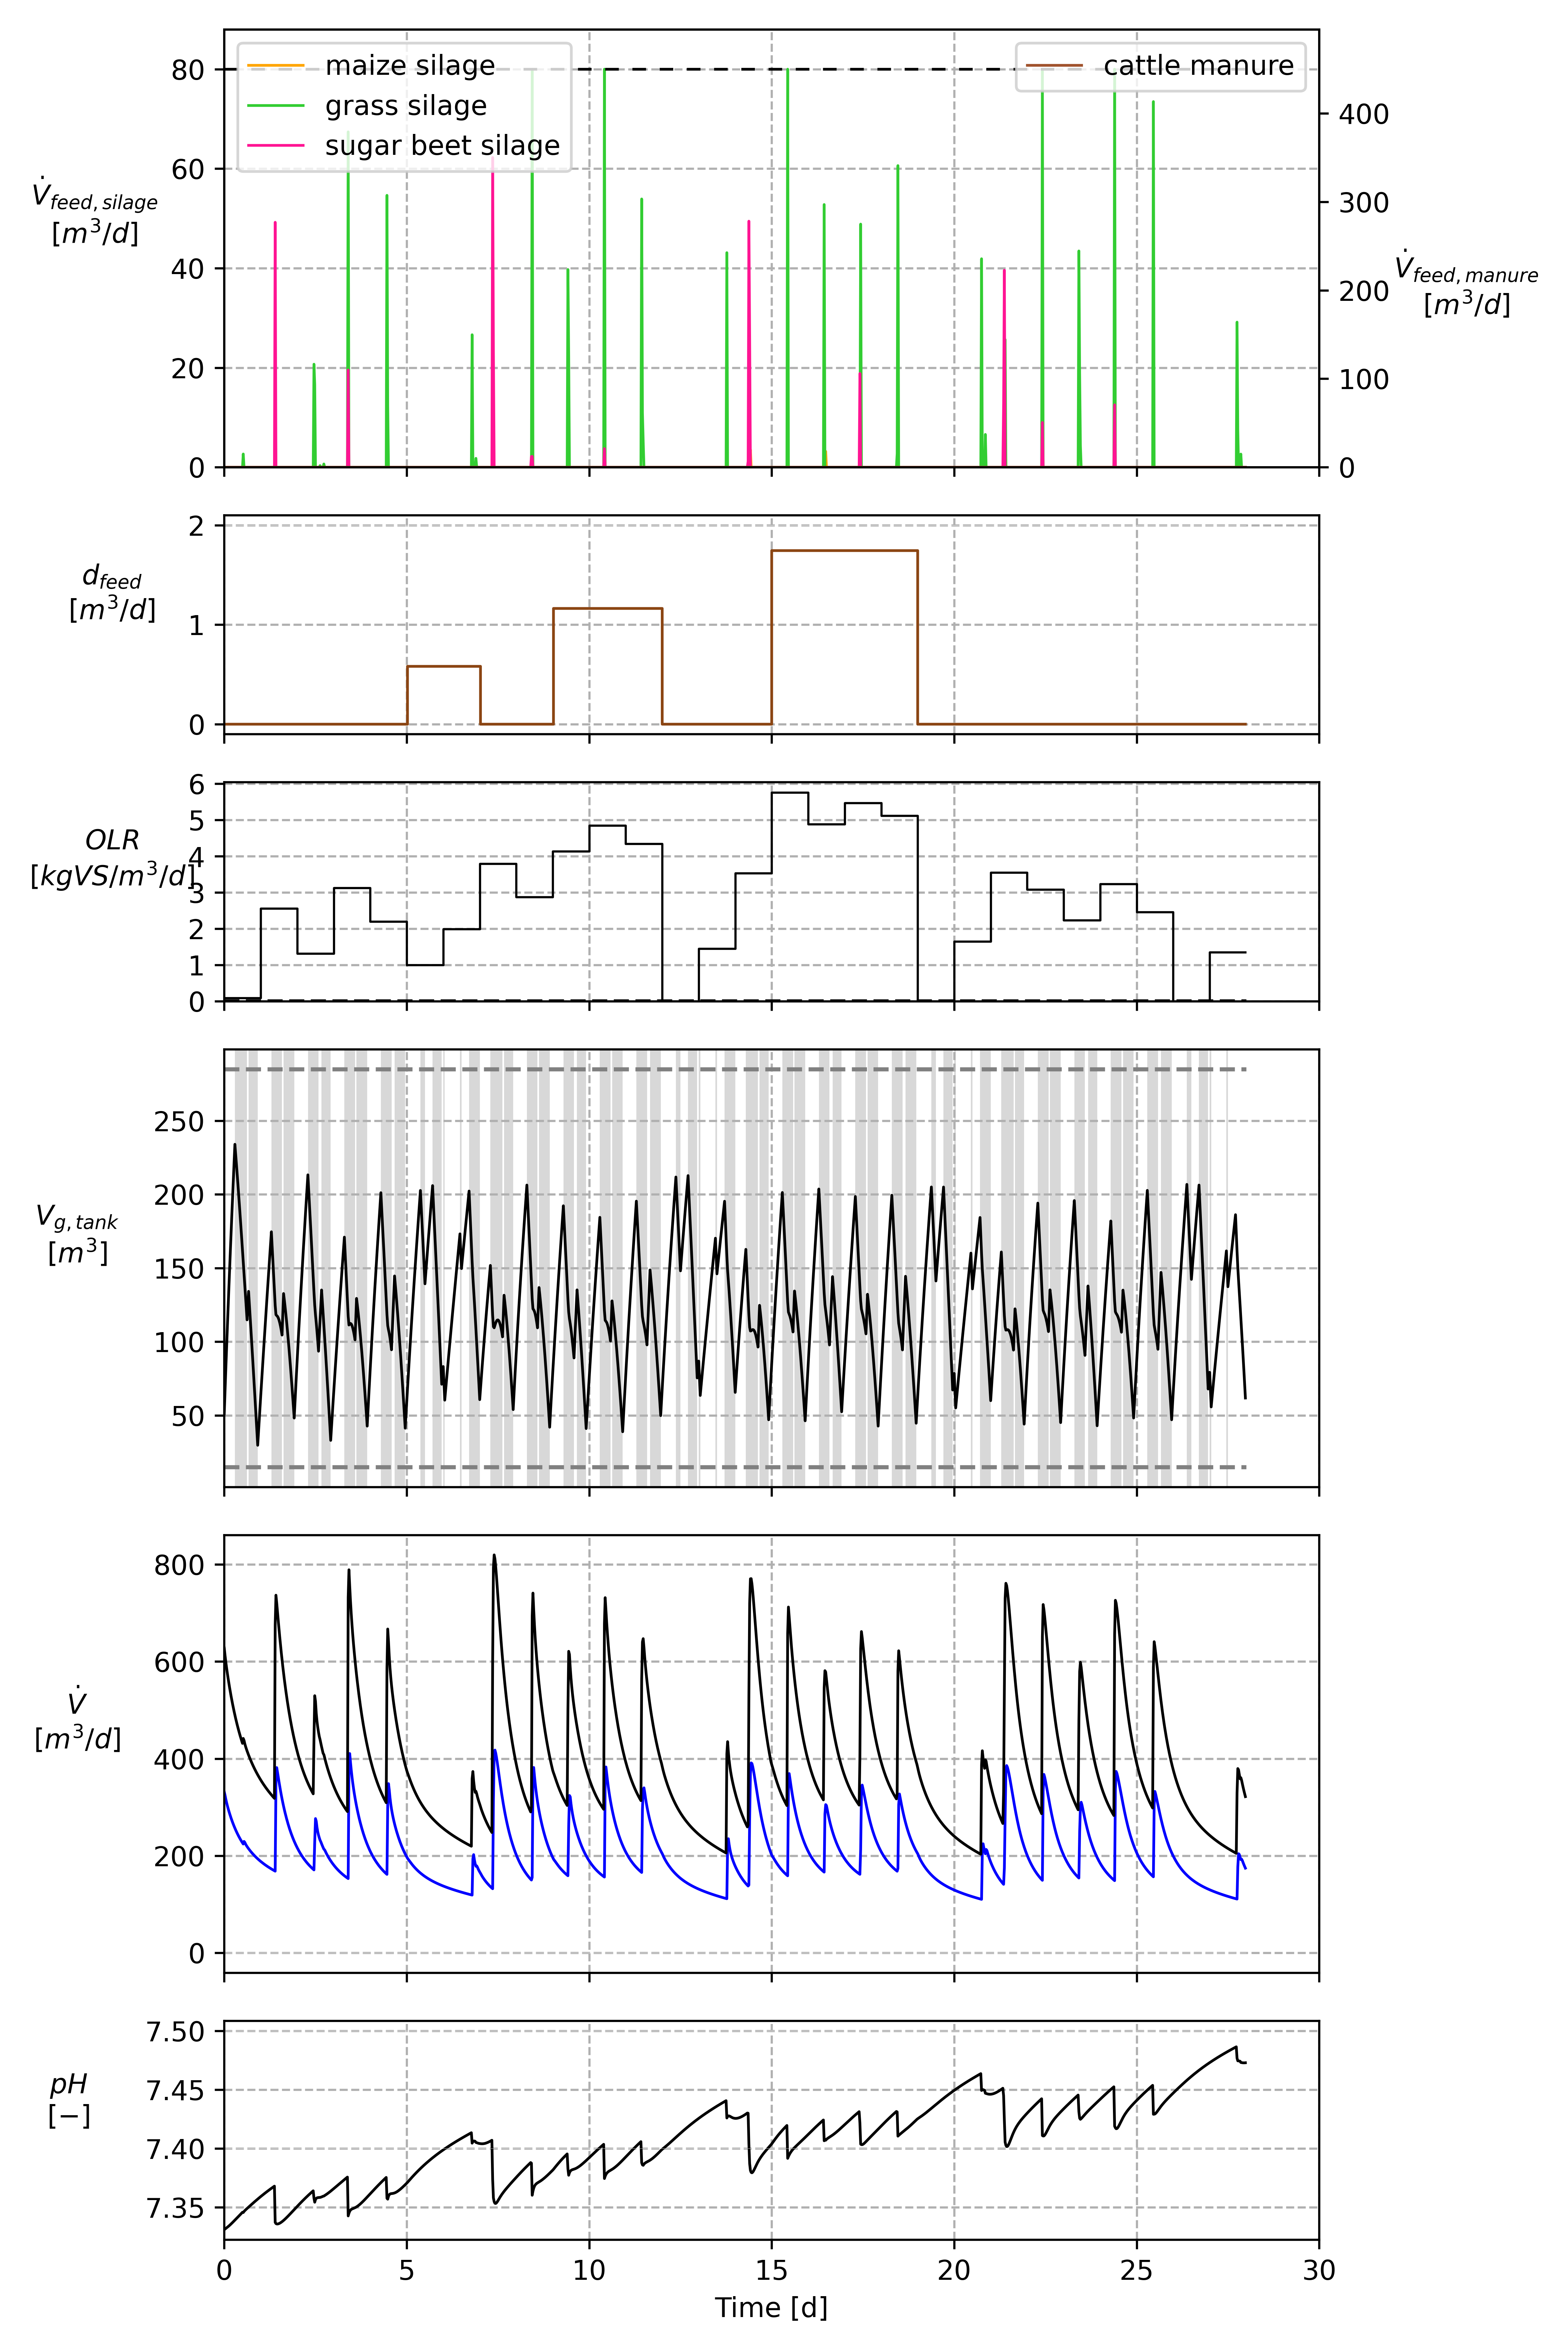 maize silage
grass silage
sugar beet silage
cattle manure
80
60
40
20
0
V̇feed,silage
[m³/d]
400
300
200
100
0
V̇feed,manure
[m³/d]
2
1
0
dfeed
[m³/d]
6
5
4
3
2
1
0
OLR
[kgVS/m³/d]
250
200
150
100
50
Vg,tank
[m³]
800
600
400
200
0
V̇
[m³/d]
7.50
7.45
7.40
7.35
pH
[−]
0 5 10 15 20 25 30
Time [d]